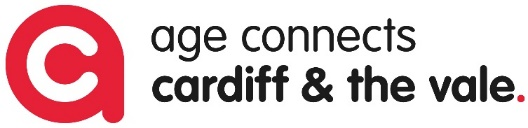 age connects
cardiff & the vale.